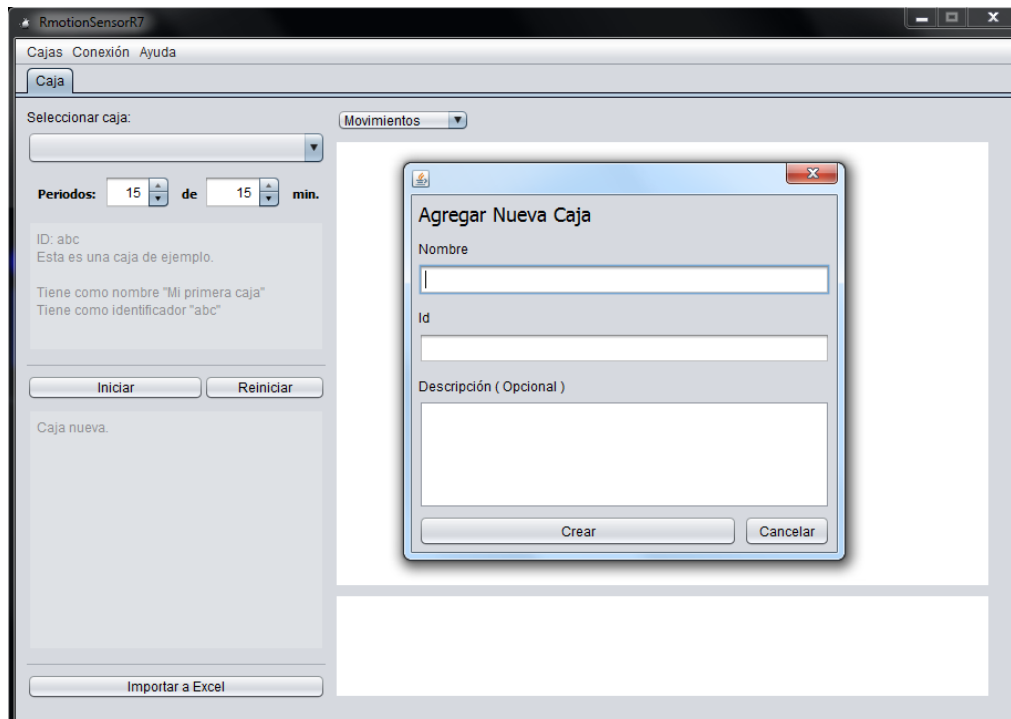 RmotionSensorR7
Cajas Conexión Ayuda
Caja
Seleccionar caja:
Periodos: 15 de 15 min.
ID: abc
Esta es una caja de ejemplo.
Tiene como nombre "Mi primera caja"
Tiene como identificador "abc"
Iniciar Reiniciar
Caja nueva.
Importar a Excel
Movimientos
Agregar Nueva Caja
Nombre
Id
Descripción ( Opcional )
Crear Cancelar